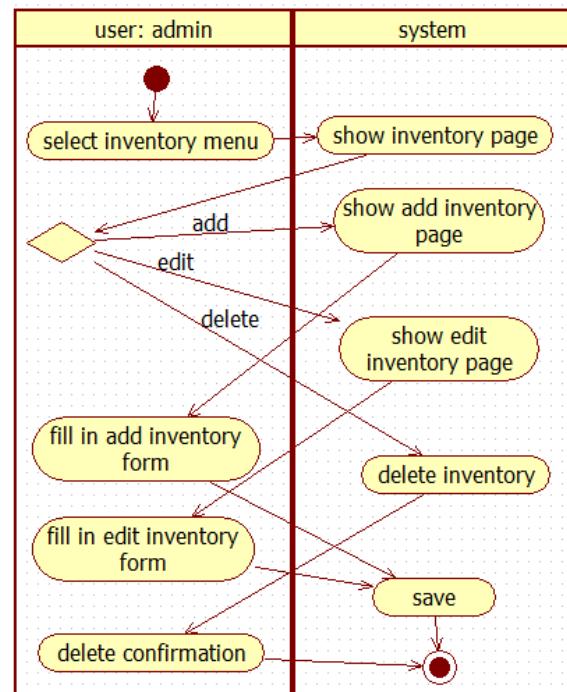 user: admin
system
select inventory menu
show inventory page
show add inventory
page
add
edit
delete
show edit
inventory page
fill in add inventory
form
delete inventory
fill in edit inventory
form
save
delete confirmation